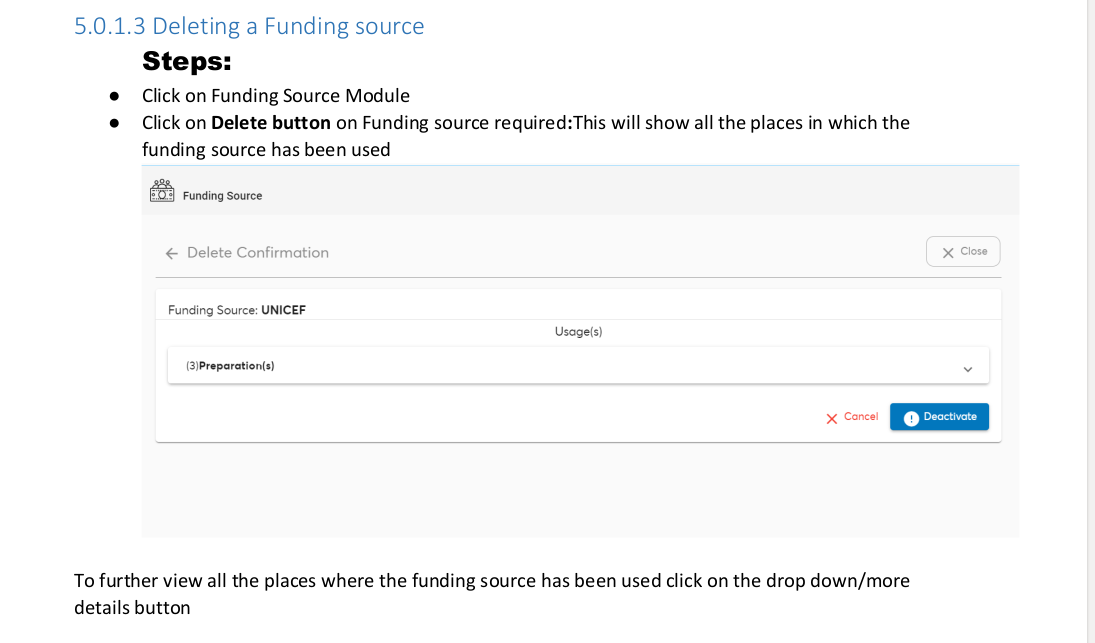 5.0.1.3 Deleting a Funding source
Steps:
● Click on Funding Source Module
● Click on Delete button on Funding source required:This will show all the places in which the
funding source has been used
Funding Source
← Delete Confirmation
Close
Funding Source: UNICEF
Usage(s)
(3)Preparation(s)
Cancel
Deactivate
To further view all the places where the funding source has been used click on the drop down/more
details button